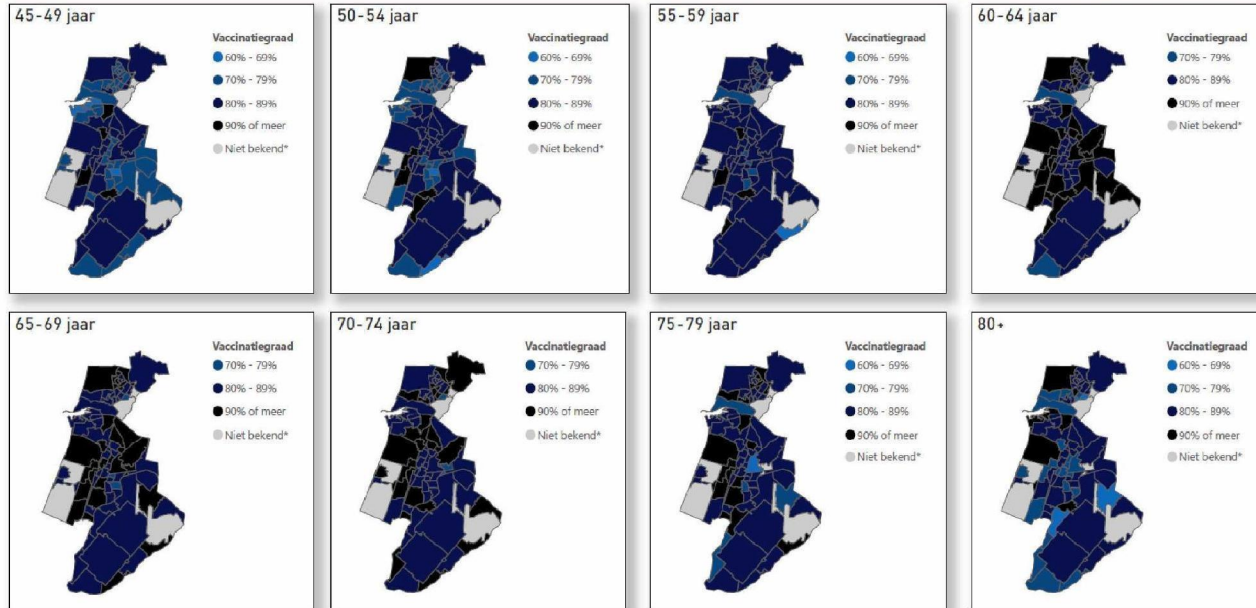 45-49 jaar
Vaccinatiegraad
60% - 69%
70% - 79%
80% - 89%
90% of meer
Niet bekend*
50-54 jaar
Vaccinatiegraad
60% - 69%
70% - 79%
80% - 89%
90% of meer
Niet bekend*
55-59 jaar
Vaccinatiegraad
60% - 69%
70% - 79%
80% - 89%
90% of meer
Niet bekend*
60-64 jaar
Vaccinatiegraad
70% - 79%
80% - 89%
90% of meer
Niet bekend*
65-69 jaar
Vaccinatiegraad
70% - 79%
80% - 89%
90% of meer
Niet bekend*
70-74 jaar
Vaccinatiegraad
70% - 79%
80% - 89%
90% of meer
Niet bekend*
75-79 jaar
Vaccinatiegraad
60% - 69%
70% - 79%
80% - 89%
90% of meer
Niet bekend*
80+
Vaccinatiegraad
60% - 69%
70% - 79%
80% - 89%
90% of meer
Niet bekend*